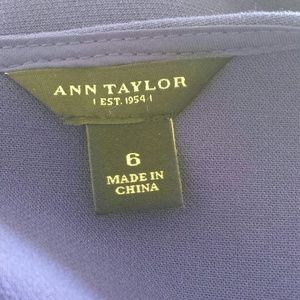 ANN TAYLOR
| EST. 1954 |
6
MADE IN
CHINA